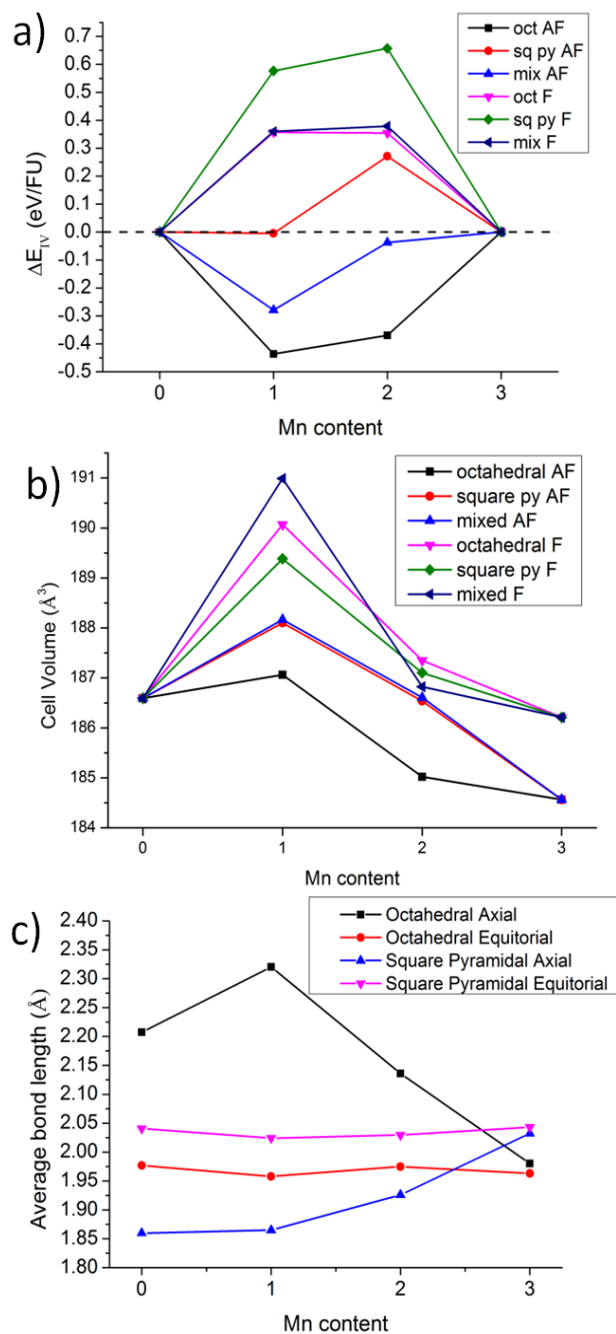 a)
oct AF
sq py AF
mix AF
oct F
sq py F
mix F
0.7
0.6
0.5
0.4
0.3
0.2
0.1
0.0
-0.1
-0.2
-0.3
-0.4
-0.5
ΔE_IV (eV/FU)
0 1 2 3
Mn content
b)
octahedral AF
square py AF
mixed AF
octahedral F
square py F
mixed F
191
190
189
188
187
186
185
184
Cell Volume (Å³)
0 1 2 3
Mn content
c)
Octahedral Axial
Octahedral Equitorial
Square Pyramidal Axial
Square Pyramidal Equitorial
2.40
2.35
2.30
2.25
2.20
2.15
2.10
2.05
2.00
1.95
1.90
1.85
1.80
Average bond length (Å)
0 1 2 3
Mn content